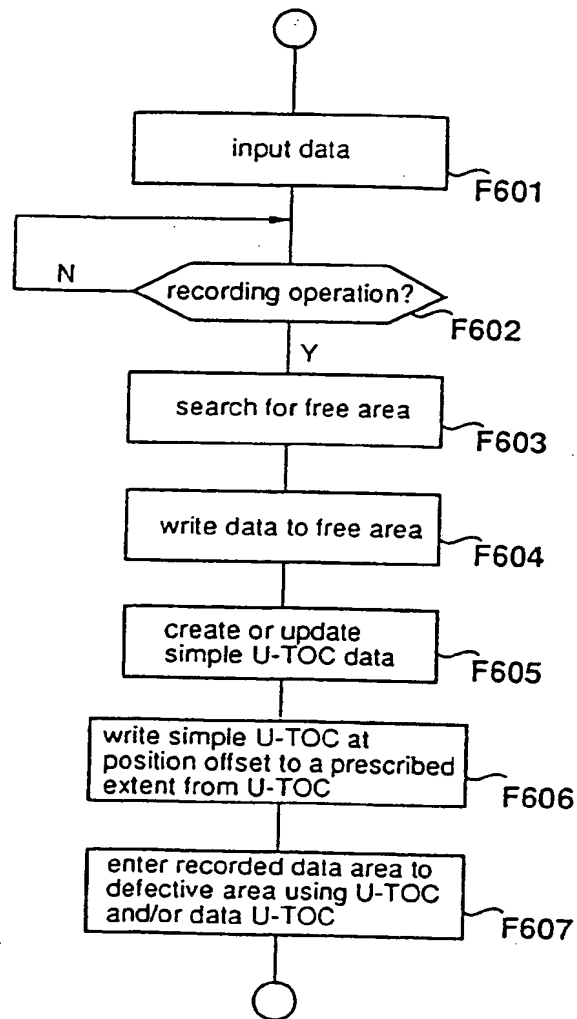 input data
F601
N
recording operation?
F602
Y
search for free area
F603
write data to free area
F604
create or update
simple U-TOC data
F605
write simple U-TOC at
position offset to a prescribed
extent from U-TOC
F606
enter recorded data area to
defective area using U-TOC
and/or data U-TOC
F607